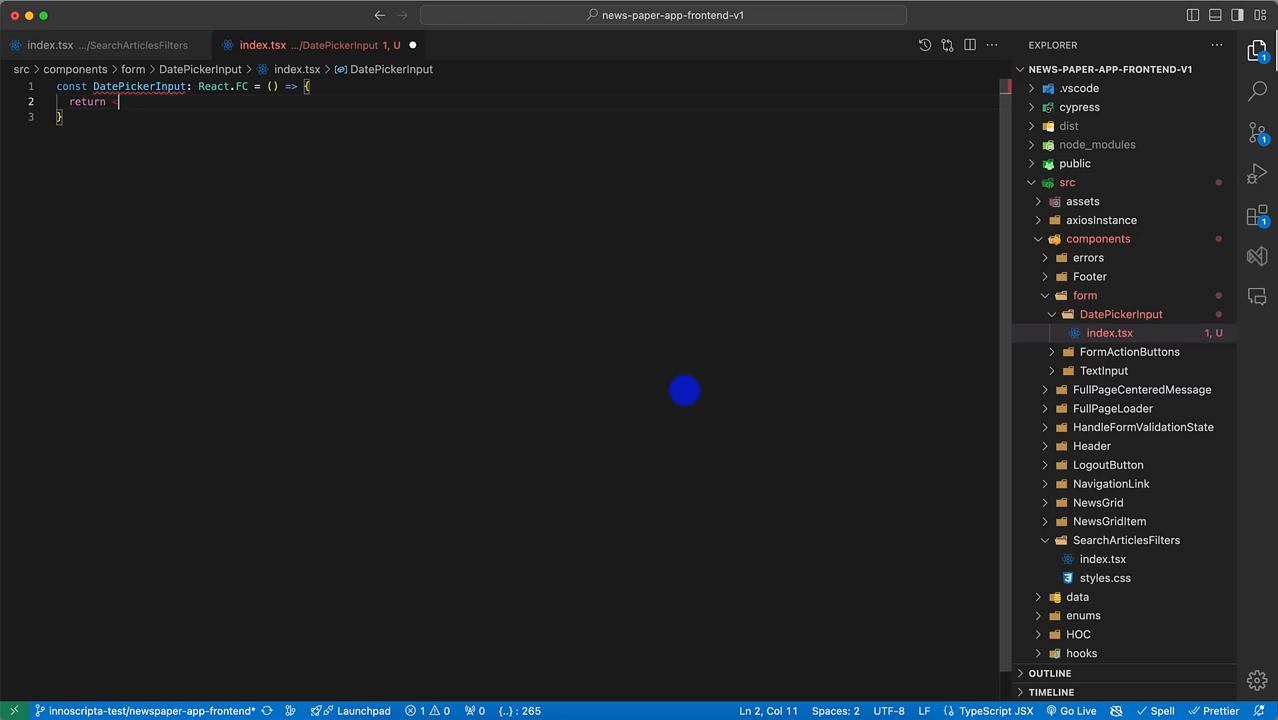 news-paper-app-frontend-v1
index.tsx .../SearchArticlesFilters
index.tsx .../DatePickerInput 1, U
src > components > form > DatePickerInput > index.tsx > DatePickerInput
1 const DatePickerInput: React.FC = () => {
2 return <
3 }
EXPLORER
NEWS-PAPER-APP-FRONTEND-V1
.vscode
cypress
dist
node_modules
public
src
assets
axiosInstance
components
errors
Footer
form
DatePickerInput
index.tsx 1, U
FormActionButtons
TextInput
FullPageCenteredMessage
FullPageLoader
HandleFormValidationState
Header
LogoutButton
NavigationLink
NewsGrid
NewsGridItem
SearchArticlesFilters
index.tsx
styles.css
data
enums
HOC
hooks
OUTLINE
TIMELINE
1
1
1
innoscripta-test/newspaper-app-frontend* Launchpad 1 0 0 {..} : 265 Ln 2, Col 11 Spaces: 2 UTF-8 LF TypeScript JSX Go Live Spell Prettier